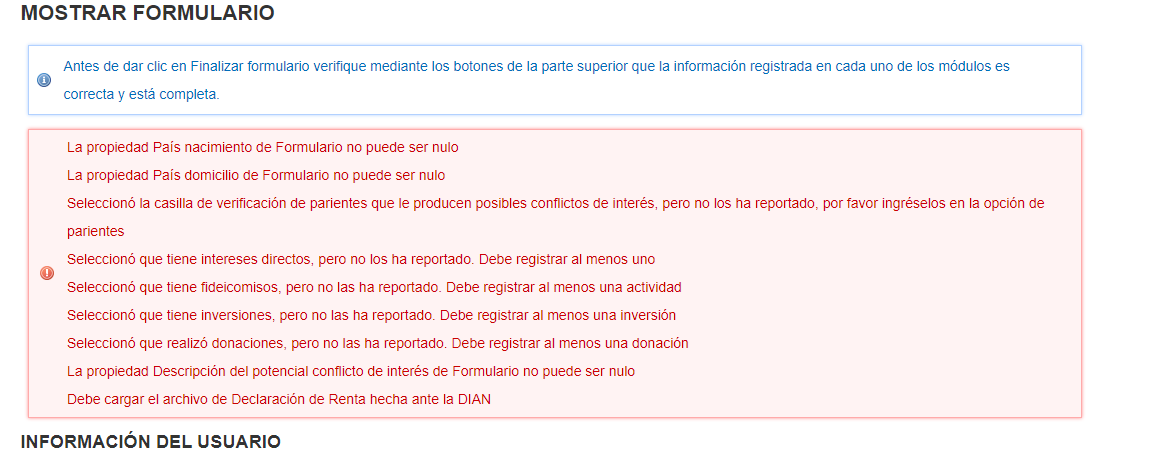 MOSTRAR FORMULARIO
Antes de dar clic en Finalizar formulario verifique mediante los botones de la parte superior que la información registrada en cada uno de los módulos es
correcta y está completa.
La propiedad País nacimiento de Formulario no puede ser nulo
La propiedad País domicilio de Formulario no puede ser nulo
Seleccionó la casilla de verificación de parientes que le producen posibles conflictos de interés, pero no los ha reportado, por favor ingréselos en la opción de
parientes
Seleccionó que tiene intereses directos, pero no los ha reportado. Debe registrar al menos uno
Seleccionó que tiene fideicomisos, pero no las ha reportado. Debe registrar al menos una actividad
Seleccionó que tiene inversiones, pero no las ha reportado. Debe registrar al menos una inversión
Seleccionó que realizó donaciones, pero no las ha reportado. Debe registrar al menos una donación
La propiedad Descripción del potencial conflicto de interés de Formulario no puede ser nulo
Debe cargar el archivo de Declaración de Renta hecha ante la DIAN
INFORMACIÓN DEL USUARIO